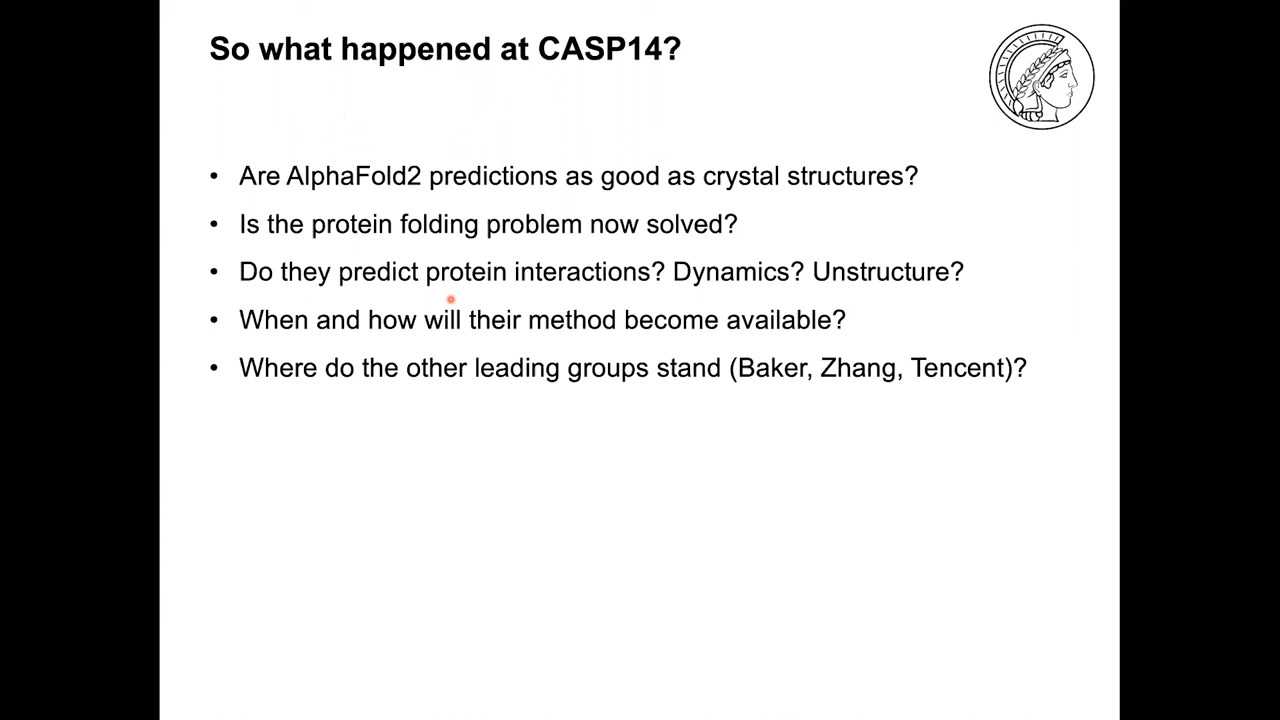 So what happened at CASP14?
• Are AlphaFold2 predictions as good as crystal structures?
• Is the protein folding problem now solved?
• Do they predict protein interactions? Dynamics? Unstructure?
• When and how will their method become available?
• Where do the other leading groups stand (Baker, Zhang, Tencent)?